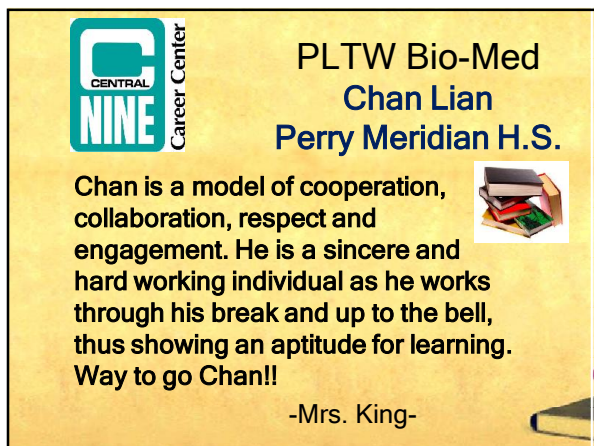 CENTRAL
NINE
Career Center
PLTW Bio-Med
Chan Lian
Perry Meridian H.S.
Chan is a model of cooperation,
collaboration, respect and
engagement. He is a sincere and
hard working individual as he works
through his break and up to the bell,
thus showing an aptitude for learning.
Way to go Chan!!
-Mrs. King-